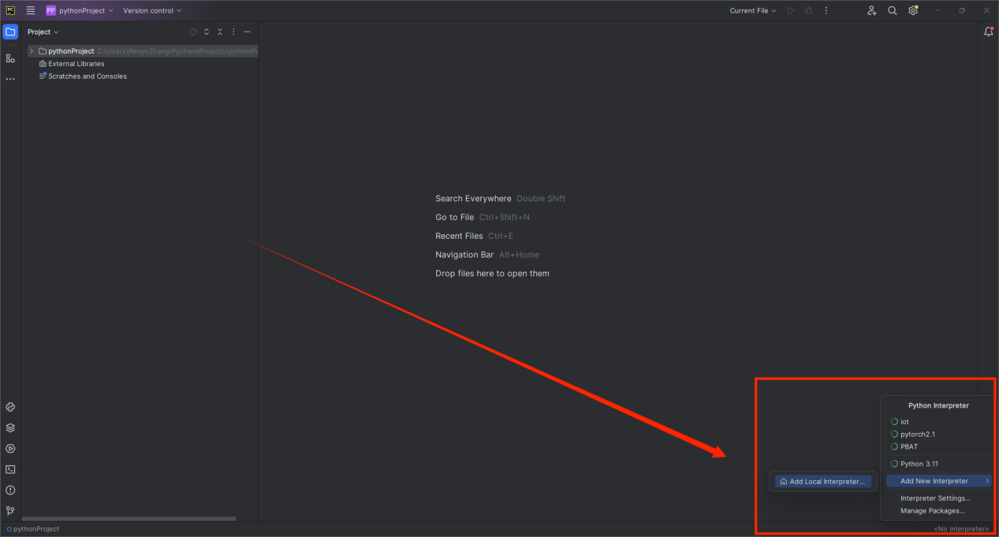 PC
PP pythonProject Version control Current File
Project
pythonProject C:\Users\RenyeZhang\PycharmProjects\pythonPr
External Libraries
Scratches and Consoles
Search Everywhere Double Shift
Go to File Ctrl+Shift+N
Recent Files Ctrl+E
Navigation Bar Alt+Home
Drop files here to open them
Python Interpreter
iot
pytorch2.1
PBAT
Python 3.11
Add Local Interpreter... Add New Interpreter
Interpreter Settings...
Manage Packages...
pythonProject <No interpreter>